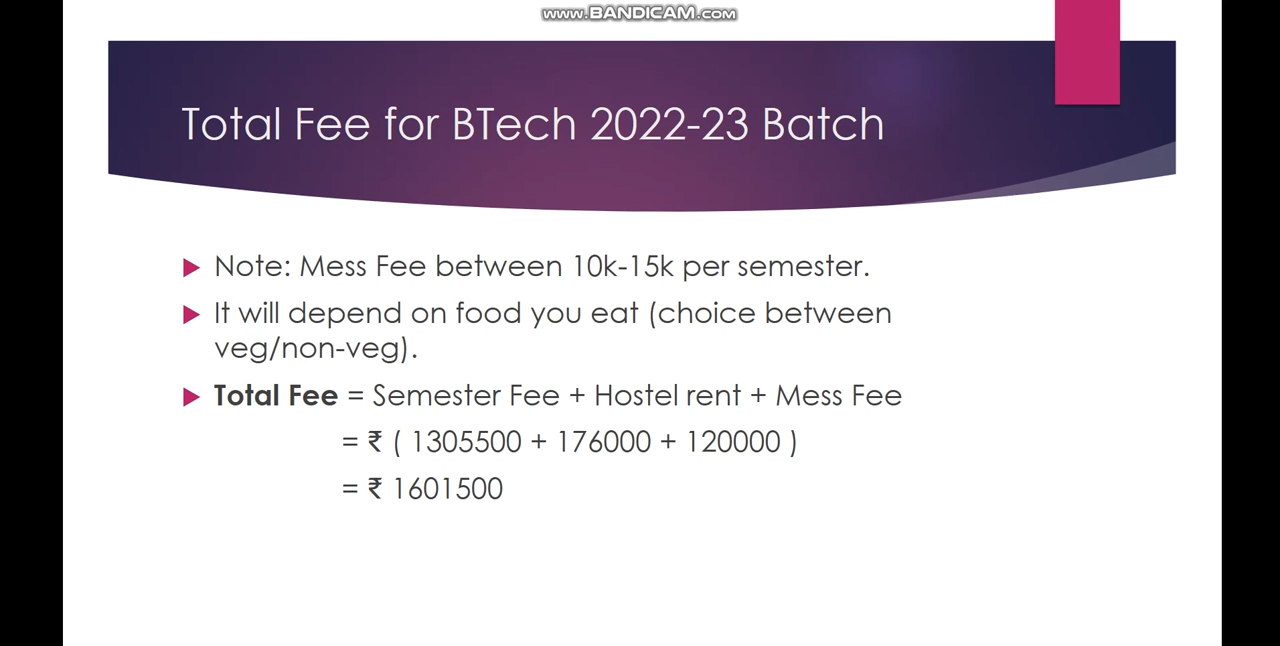 www.BANDICAM.com
Total Fee for BTech 2022-23 Batch
Note: Mess Fee between 10k-15k per semester.
It will depend on food you eat (choice between
veg/non-veg).
Total Fee = Semester Fee + Hostel rent + Mess Fee
= ₹ ( 1305500 + 176000 + 120000 )
= ₹ 1601500